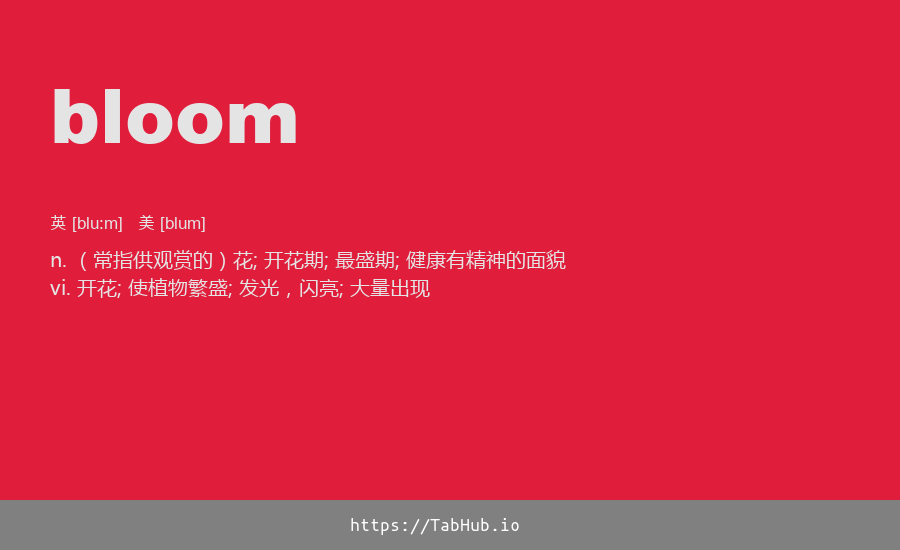 bloom
英 [bluːm] 美 [blum]
n. （常指供观赏的）花; 开花期; 最盛期; 健康有精神的面貌
vi. 开花; 使植物繁盛; 发光，闪亮; 大量出现
https://TabHub.io